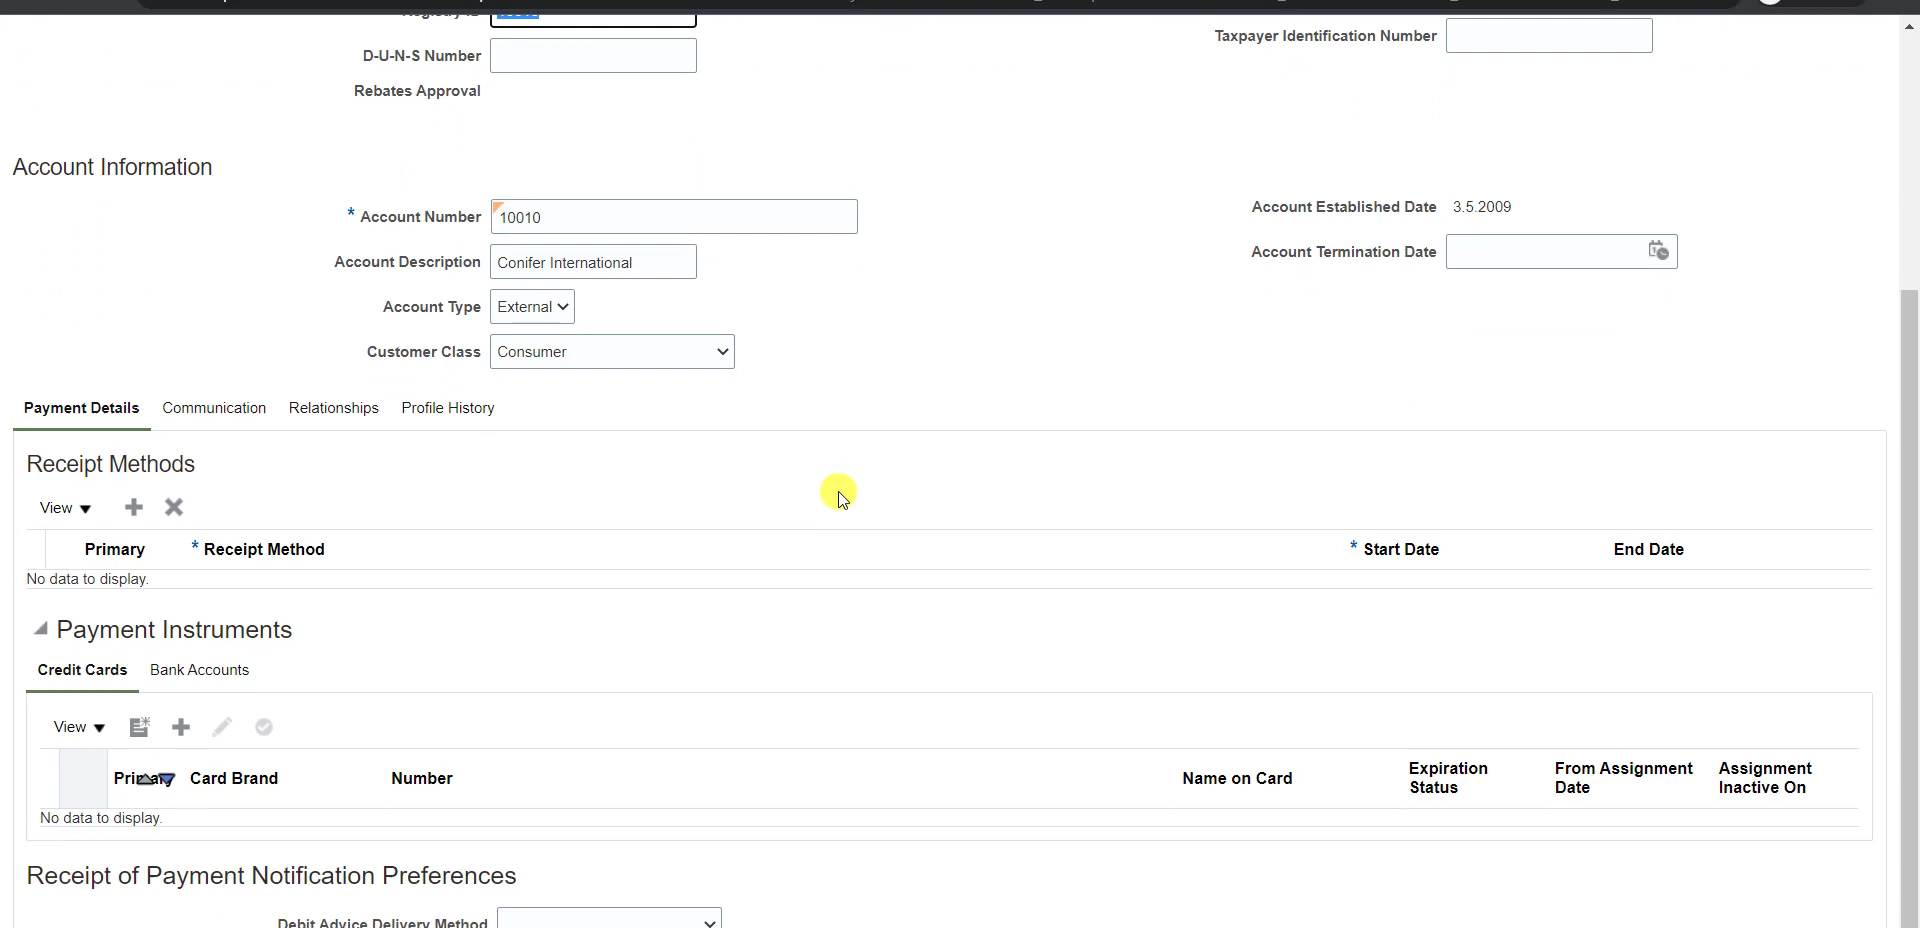 Taxpayer Identification Number
D-U-N-S Number
Rebates Approval
Account Information
* Account Number 10010
Account Established Date 3.5.2009
Account Description Conifer International
Account Termination Date
Account Type External
Customer Class Consumer
Payment Details Communication Relationships Profile History
Receipt Methods
View
Primary * Receipt Method * Start Date End Date
No data to display.
Payment Instruments
Credit Cards Bank Accounts
View
Primary Card Brand Number Name on Card Expiration Status From Assignment Date Assignment Inactive On
No data to display.
Receipt of Payment Notification Preferences
Debit Advice Delivery Method